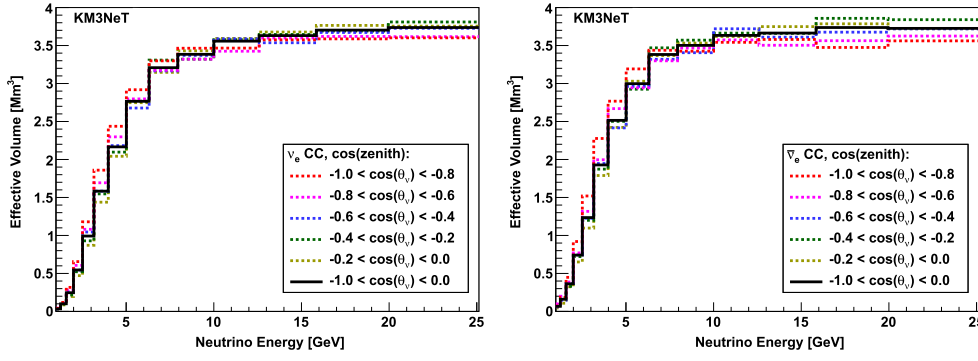 KM3NeT
Effective Volume [Mm³]
4
3.5
3
2.5
2
1.5
1
0.5
0
νe CC, cos(zenith):
-1.0 < cos(θν) < -0.8
-0.8 < cos(θν) < -0.6
-0.6 < cos(θν) < -0.4
-0.4 < cos(θν) < -0.2
-0.2 < cos(θν) < 0.0
-1.0 < cos(θν) < 0.0
5 10 15 20 25
Neutrino Energy [GeV]
KM3NeT
Effective Volume [Mm³]
4
3.5
3
2.5
2
1.5
1
0.5
0
ν̄e CC, cos(zenith):
-1.0 < cos(θν) < -0.8
-0.8 < cos(θν) < -0.6
-0.6 < cos(θν) < -0.4
-0.4 < cos(θν) < -0.2
-0.2 < cos(θν) < 0.0
-1.0 < cos(θν) < 0.0
5 10 15 20 25
Neutrino Energy [GeV]